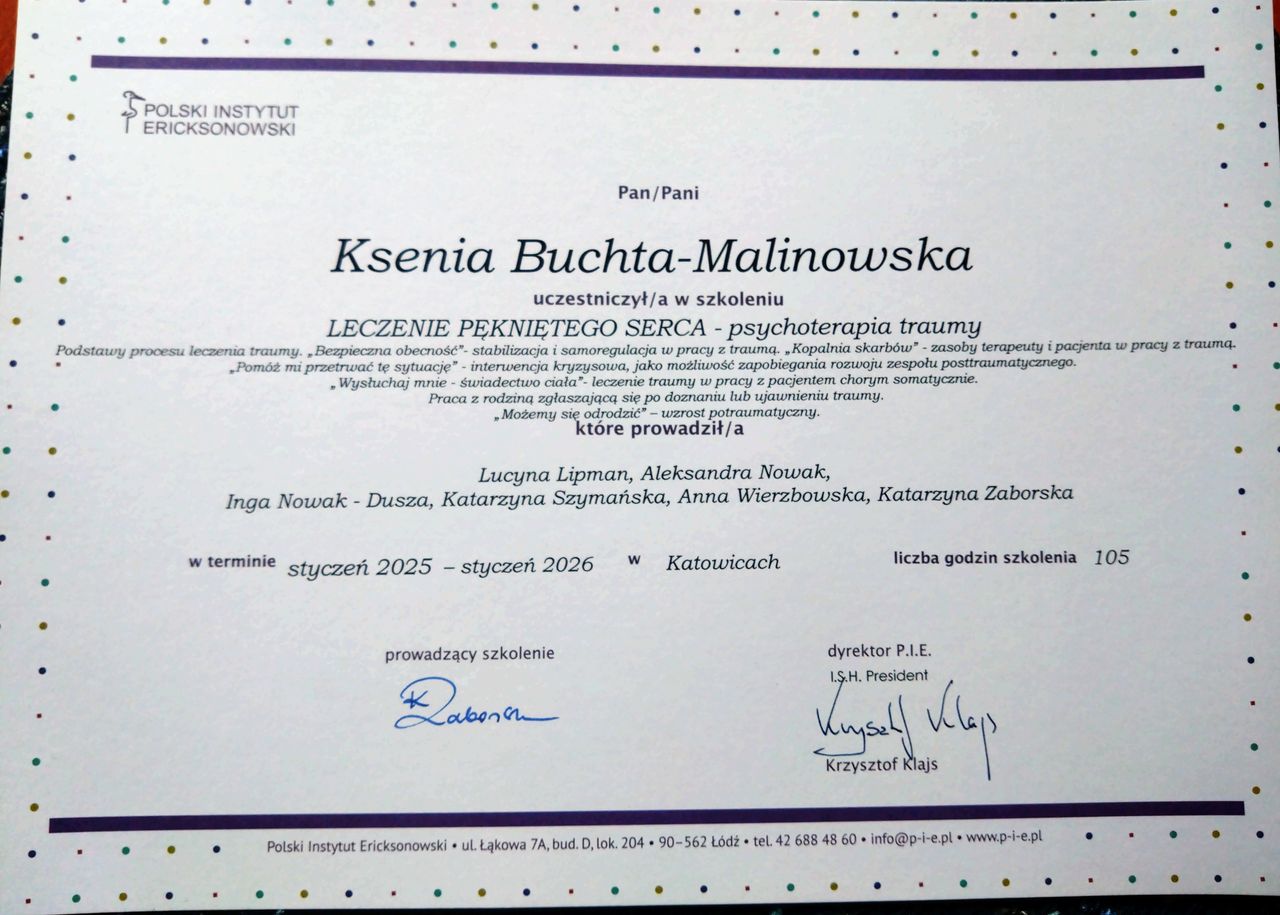 POLSKI INSTYTUT
ERICKSONOWSKI
Pan/Pani
Ksenia Buchta-Malinowska
uczestniczył/a w szkoleniu
LECZENIE PĘKNIĘTEGO SERCA - psychoterapia traumy
Podstawy procesu leczenia traumy. „Bezpieczna obecność”- stabilizacja i samoregulacja w pracy z traumą. „Kopalnia skarbów” - zasoby terapeuty i pacjenta w pracy z traumą.
„Pomóż mi przetrwać tę sytuację” - interwencja kryzysowa, jako możliwość zapobiegania rozwoju zespołu posttraumatycznego.
„Wysłuchaj mnie - świadectwo ciała”- leczenie traumy w pracy z pacjentem chorym somatycznie.
Praca z rodziną zgłaszającą się po doznaniu lub ujawnieniu traumy.
„Możemy się odrodzić” – wzrost potraumatyczny.
które prowadził/a
Lucyna Lipman, Aleksandra Nowak,
Inga Nowak - Dusza, Katarzyna Szymańska, Anna Wierzbowska, Katarzyna Zaborska
w terminie styczeń 2025 – styczeń 2026 w Katowicach liczba godzin szkolenia 105
prowadzący szkolenie
K Zaborska
dyrektor P.I.E.
I.S.H. President
Krzysztof Klajs
Krzysztof Klajs
Polski Instytut Ericksonowski • ul. Łąkowa 7A, bud. D, lok. 204 • 90–562 Łódź • tel. 42 688 48 60 • info@p-i-e.pl • www.p-i-e.pl